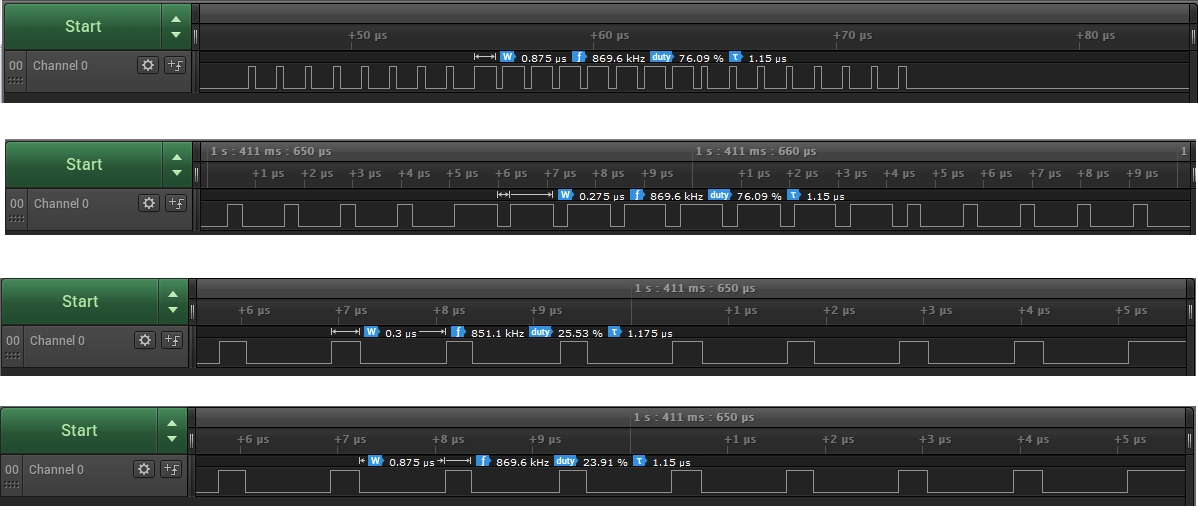 Start
+50 µs +60 µs +70 µs +80 µs
00 Channel 0
W 0.875 µs f 869.6 kHz duty 76.09 % τ 1.15 µs
Start
1 s : 411 ms : 650 µs 1 s : 411 ms : 660 µs 1
+1 µs +2 µs +3 µs +4 µs +5 µs +6 µs +7 µs +8 µs +9 µs +1 µs +2 µs +3 µs +4 µs +5 µs +6 µs +7 µs +8 µs +9 µs
00 Channel 0
W 0.275 µs f 869.6 kHz duty 76.09 % τ 1.15 µs
Start
1 s : 411 ms : 650 µs
+6 µs +7 µs +8 µs +9 µs +1 µs +2 µs +3 µs +4 µs +5 µs
00 Channel 0
W 0.3 µs f 851.1 kHz duty 25.53 % τ 1.175 µs
Start
1 s : 411 ms : 650 µs
+6 µs +7 µs +8 µs +9 µs +1 µs +2 µs +3 µs +4 µs +5 µs
00 Channel 0
W 0.875 µs f 869.6 kHz duty 23.91 % τ 1.15 µs